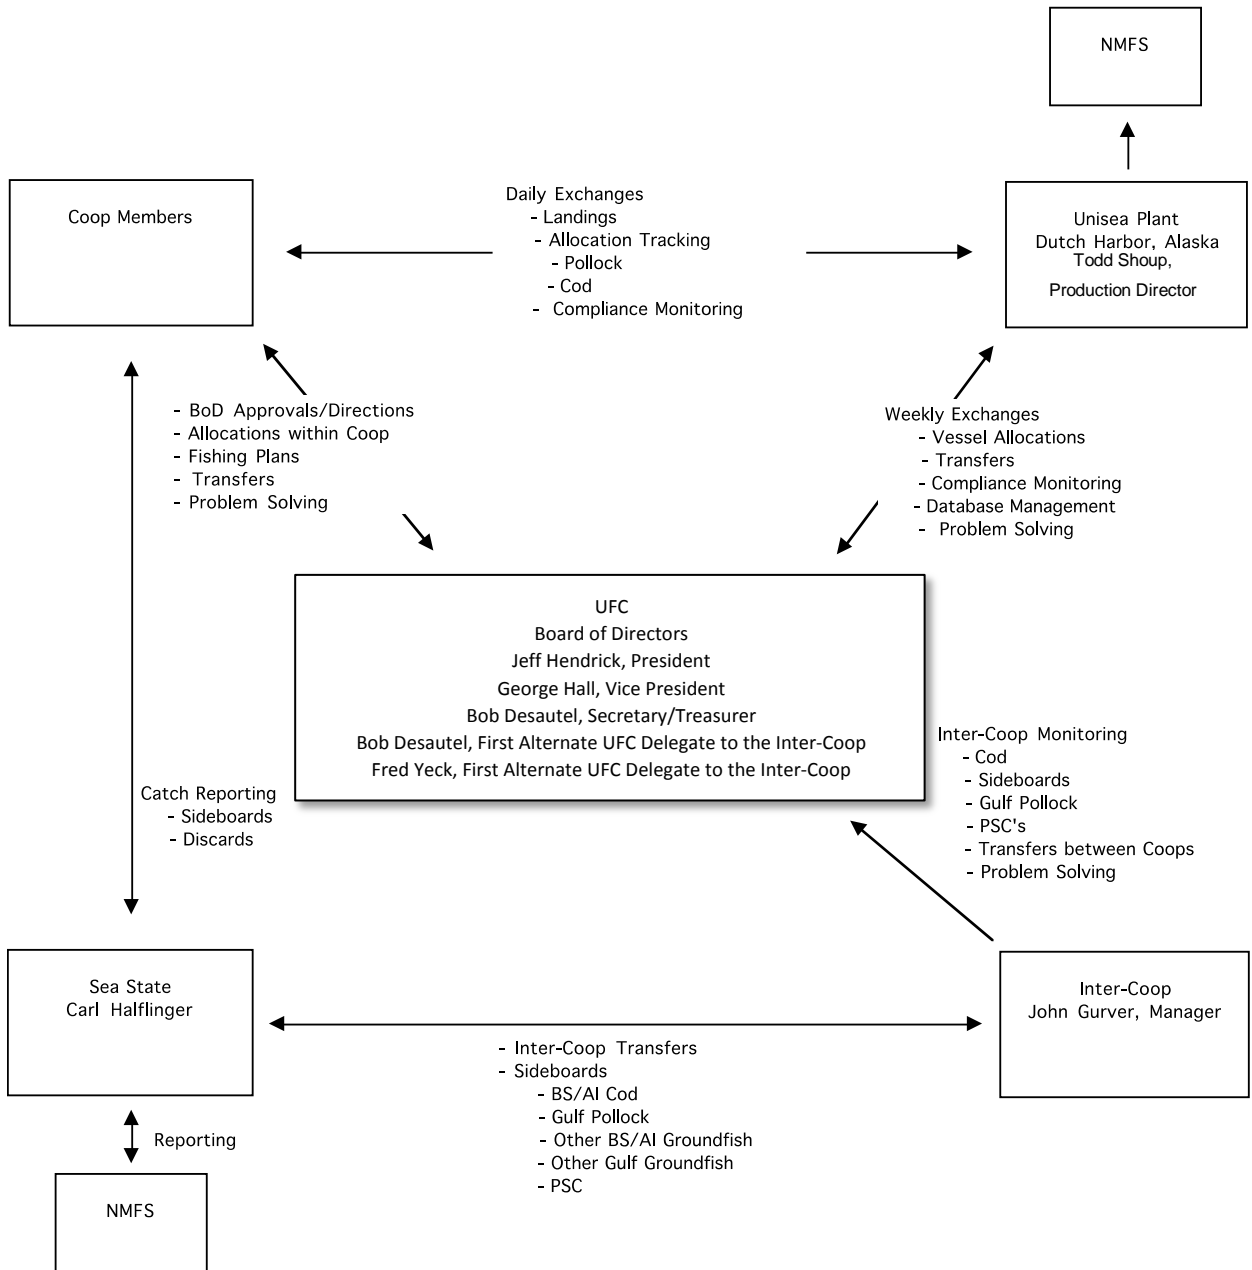 NMFS
Coop Members
Daily Exchanges
- Landings
- Allocation Tracking
- Pollock
- Cod
- Compliance Monitoring
Unisea Plant
Dutch Harbor, Alaska
Todd Shoup,
Production Director
- BoD Approvals/Directions
- Allocations within Coop
- Fishing Plans
- Transfers
- Problem Solving
Weekly Exchanges
- Vessel Allocations
- Transfers
- Compliance Monitoring
- Database Management
- Problem Solving
UFC
Board of Directors
Jeff Hendrick, President
George Hall, Vice President
Bob Desautel, Secretary/Treasurer
Bob Desautel, First Alternate UFC Delegate to the Inter-Coop
Fred Yeck, First Alternate UFC Delegate to the Inter-Coop
Inter-Coop Monitoring
- Cod
- Sideboards
- Gulf Pollock
- PSC's
- Transfers between Coops
- Problem Solving
Catch Reporting
- Sideboards
- Discards
Sea State
Carl Halflinger
Inter-Coop
John Gurver, Manager
- Inter-Coop Transfers
- Sideboards
- BS/AI Cod
- Gulf Pollock
- Other BS/AI Groundfish
- Other Gulf Groundfish
- PSC
Reporting
NMFS